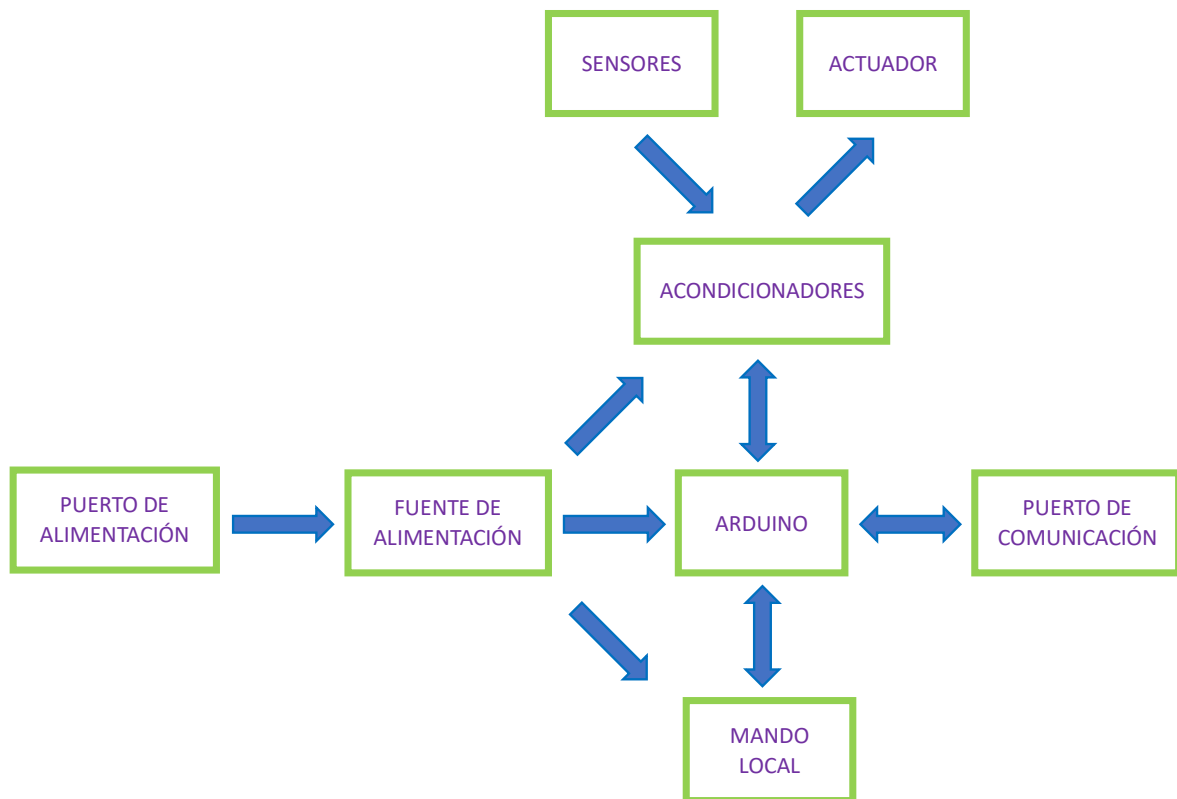 SENSORES
ACTUADOR
ACONDICIONADORES
PUERTO DE
ALIMENTACIÓN
FUENTE DE
ALIMENTACIÓN
ARDUINO
PUERTO DE
COMUNICACIÓN
MANDO
LOCAL